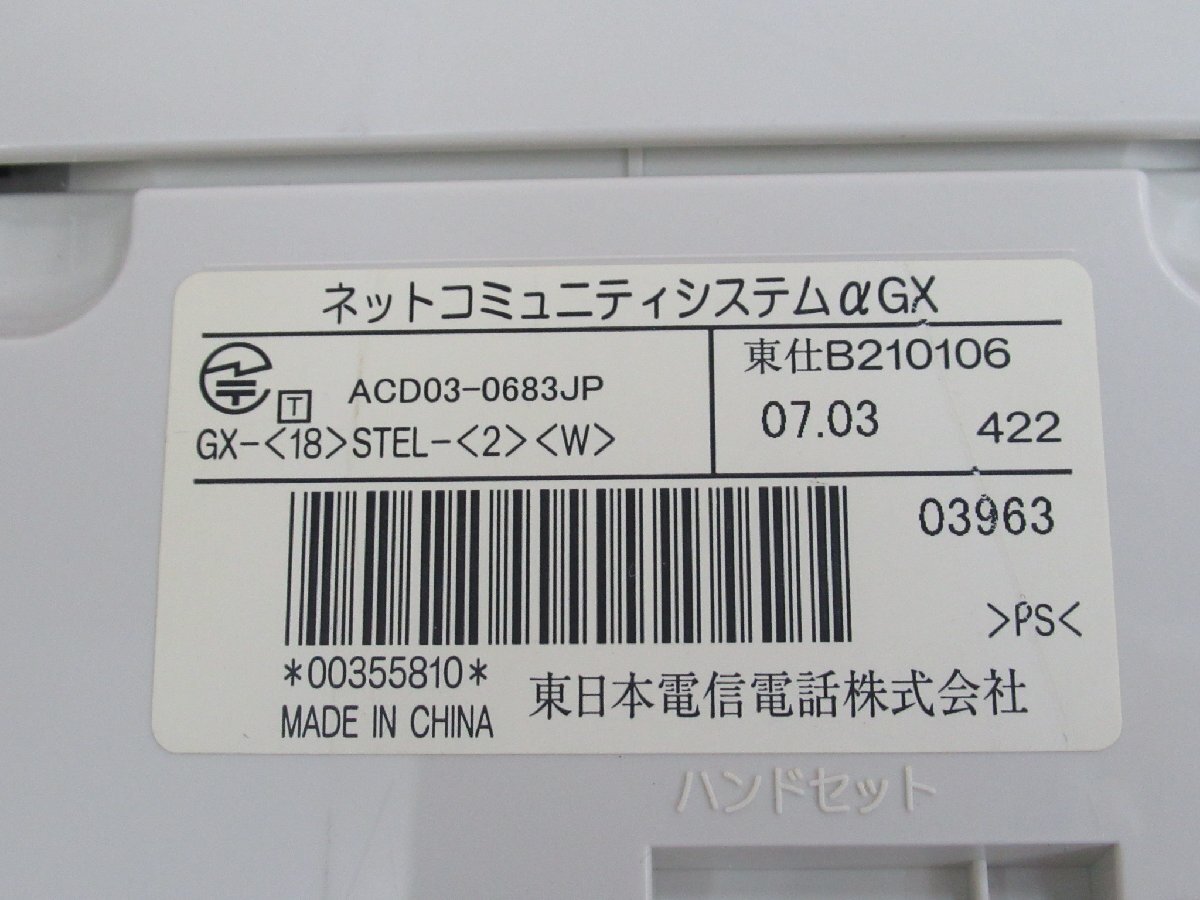 ネットコミュニティシステムαGX
T ACD03-0683JP
GX-<18>STEL-<2><W>
東仕B210106
07.03 422
03963
>PS<
*00355810*
MADE IN CHINA
東日本電信電話株式会社
ハンドセット